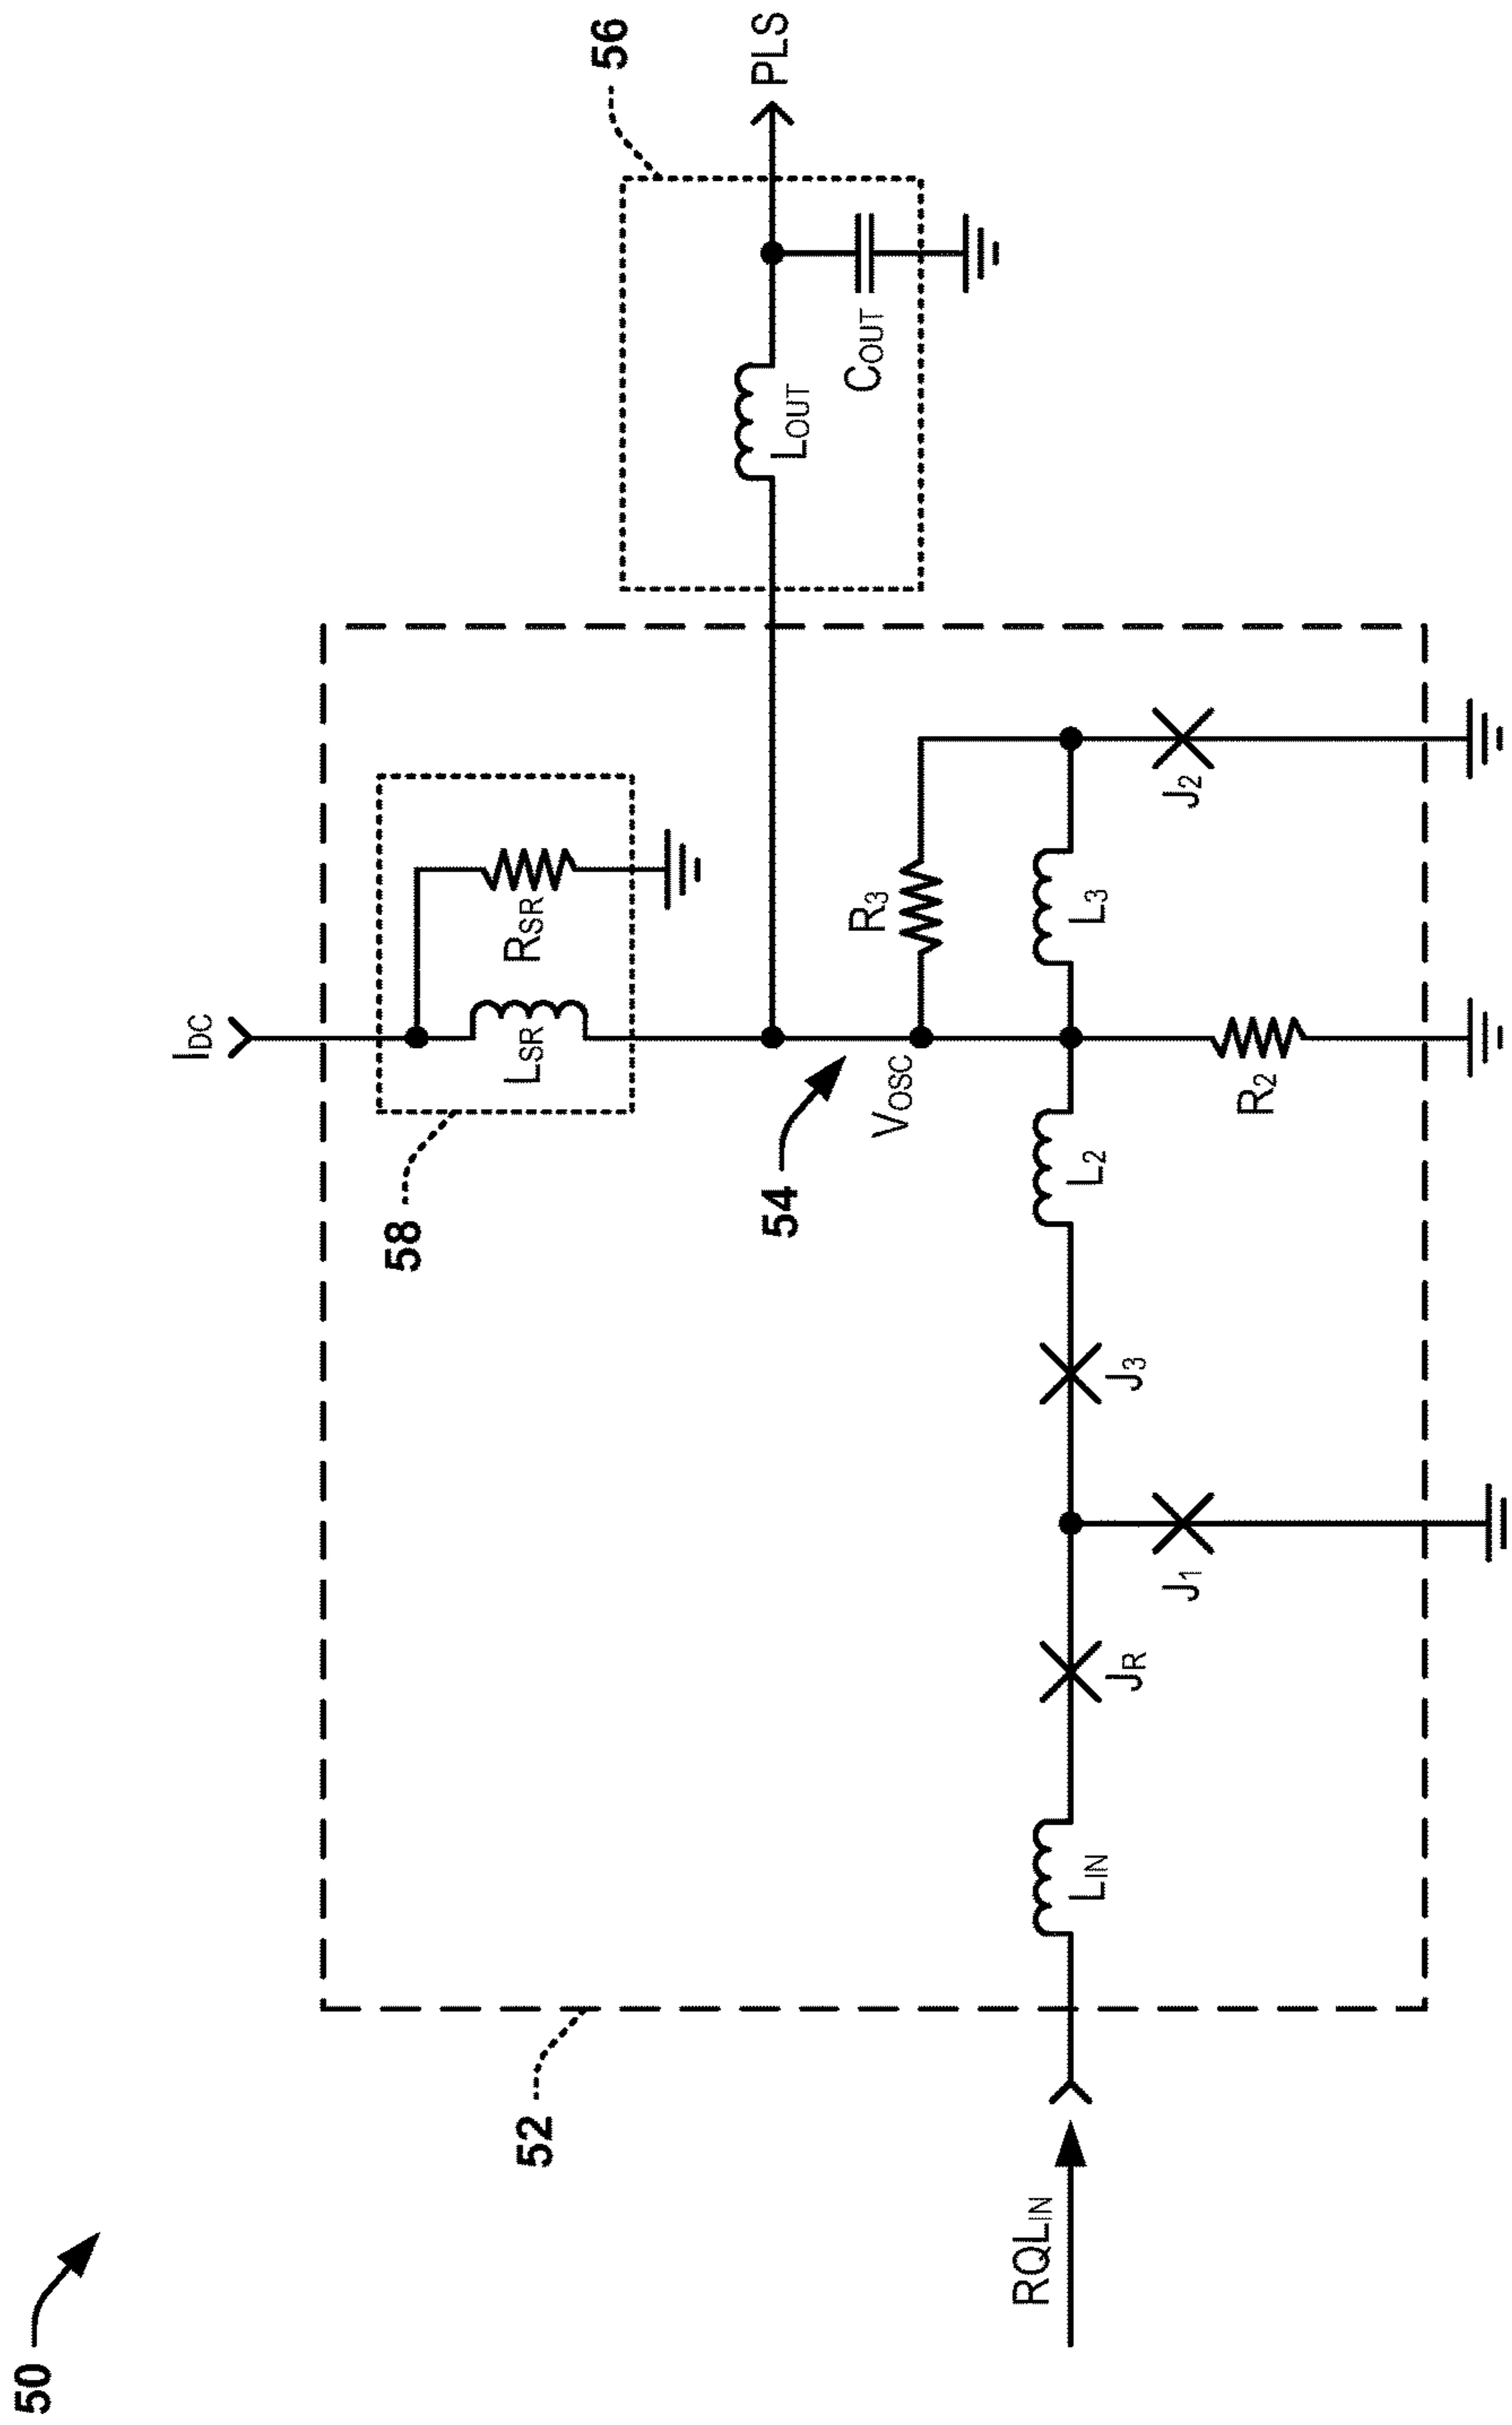 50
52
RQLIN
LIN
JR
J1
J3
L2
54
VOSC
58
IDC
LSR
RSR
R2
R3
L3
J2
56
LOUT
COUT
PLS